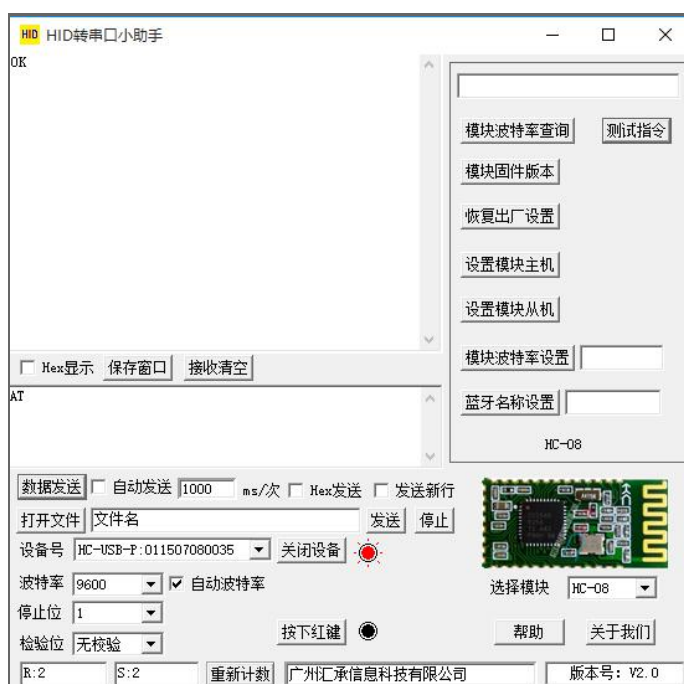 HID HID转串口小助手
OK
模块波特率查询 测试指令
模块固件版本
恢复出厂设置
设置模块主机
设置模块从机
模块波特率设置
蓝牙名称设置
HC-08
Hex显示 保存窗口 接收清空
AT
数据发送 自动发送 1000 ms/次 Hex发送 发送新行
打开文件 文件名 发送 停止
设备号 HC-USB-P:011507080035 关闭设备
波特率 9600 自动波特率
选择模块 HC-08
停止位 1
按下红键
帮助 关于我们
检验位 无校验
R:2 S:2 重新计数 广州汇承信息科技有限公司 版本号: V2.0